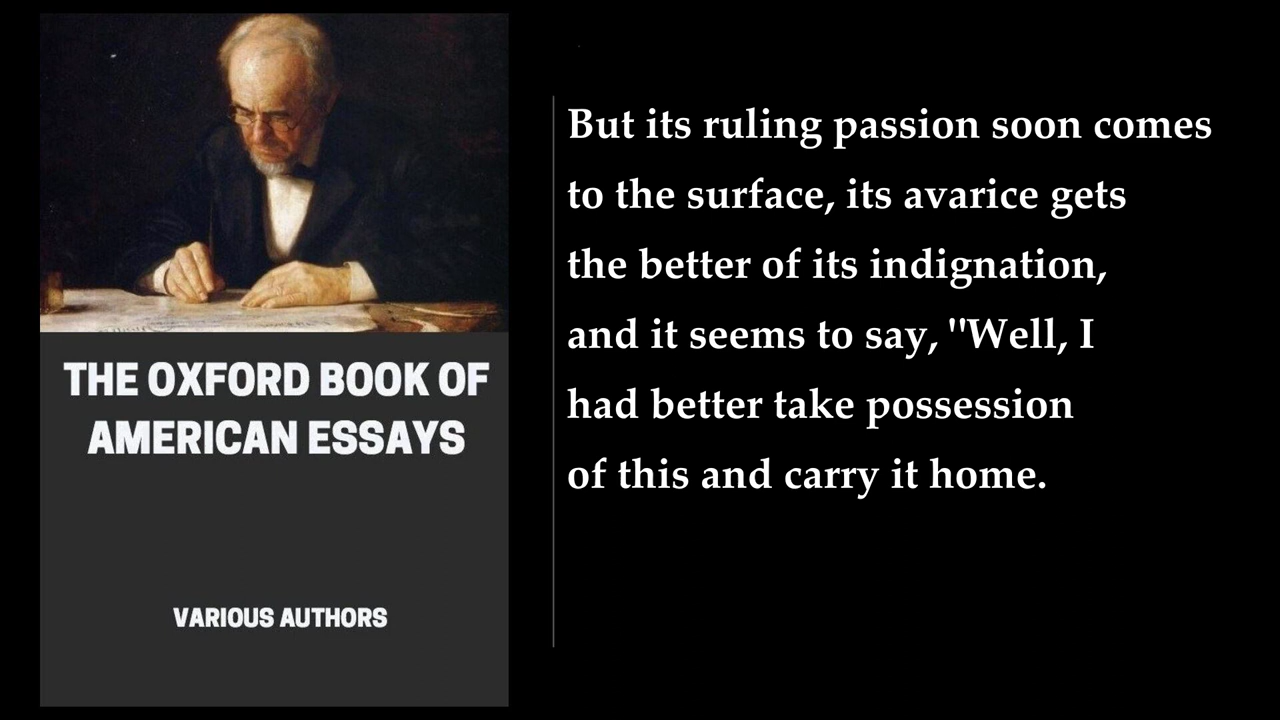 THE OXFORD BOOK OF
AMERICAN ESSAYS
VARIOUS AUTHORS
But its ruling passion soon comes
to the surface, its avarice gets
the better of its indignation,
and it seems to say, "Well, I
had better take possession
of this and carry it home.